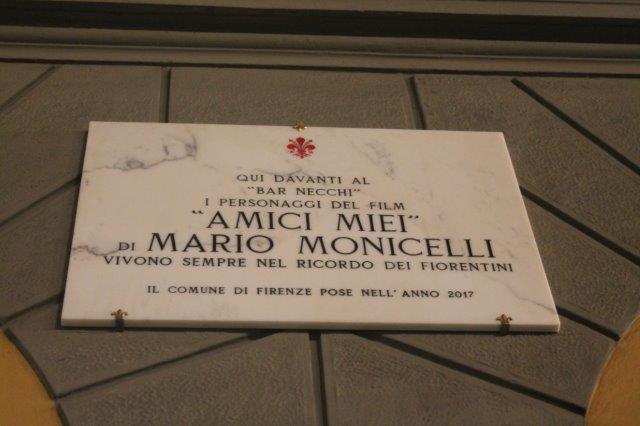 QUI DAVANTI AL
"BAR NECCHI"
I PERSONAGGI DEL FILM
"AMICI MIEI"
DI MARIO MONICELLI
VIVONO SEMPRE NEL RICORDO DEI FIORENTINI
IL COMUNE DI FIRENZE POSE NELL'ANNO 2017